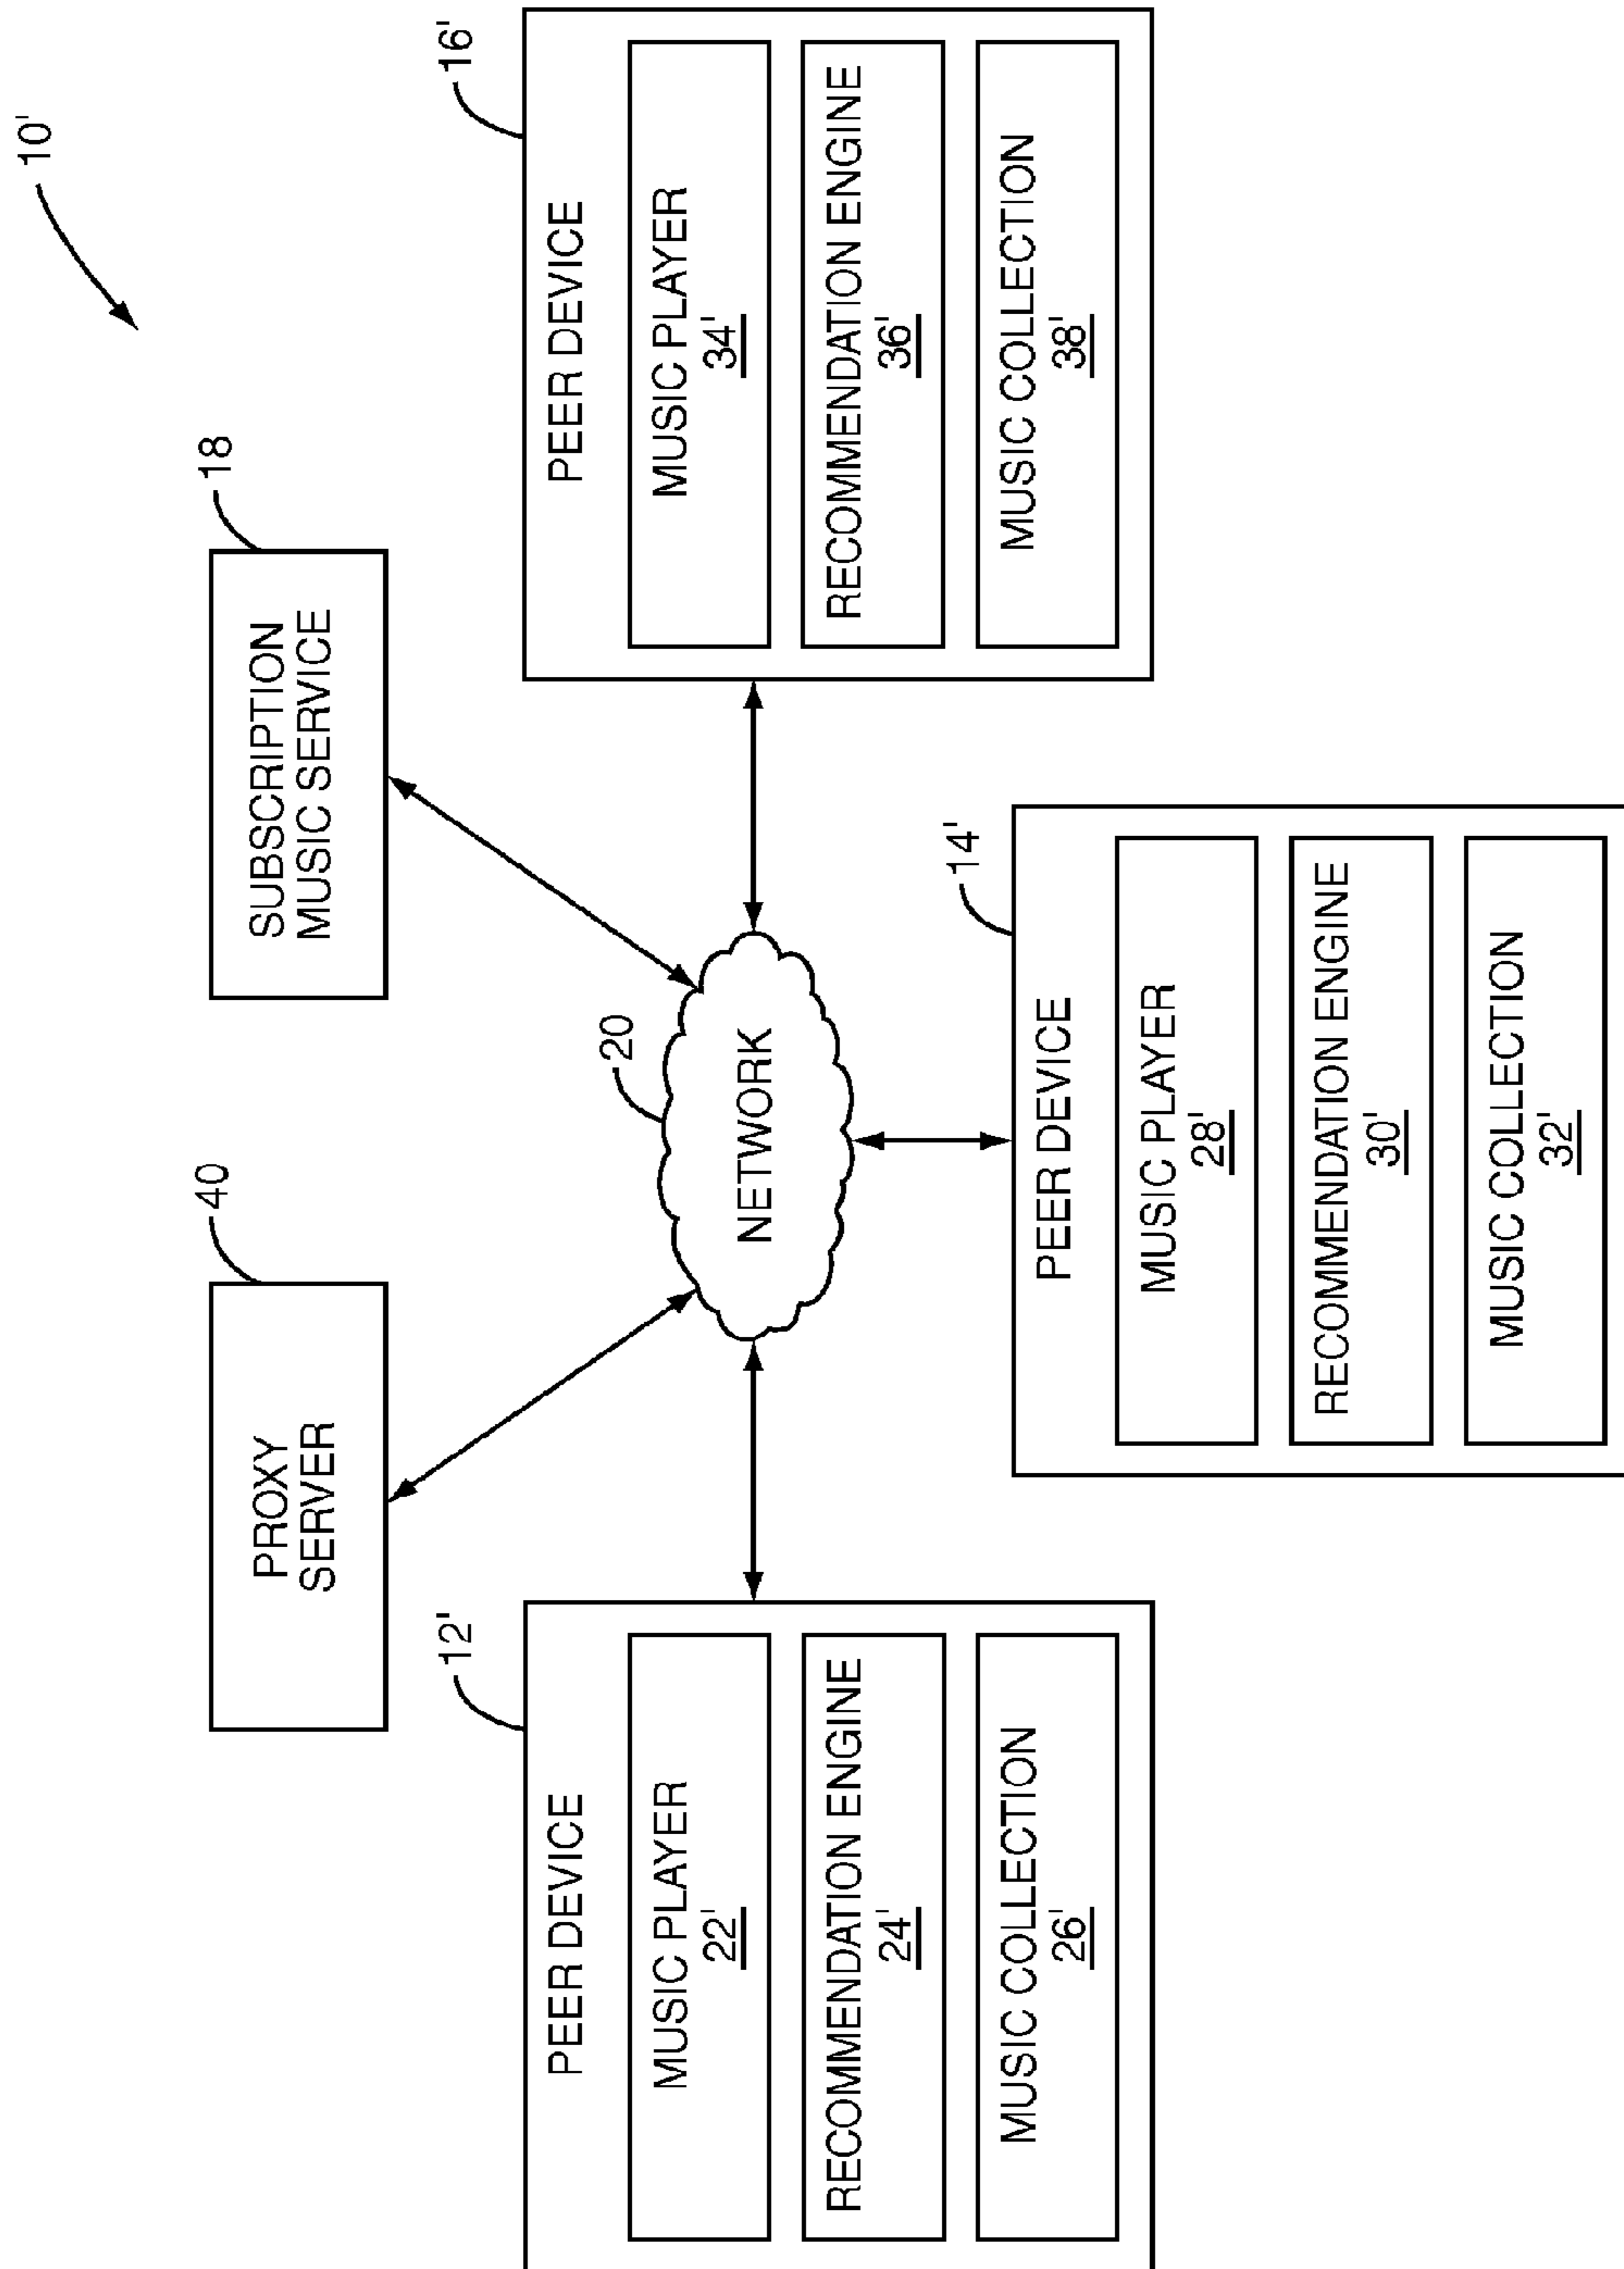 10'
PROXY
SERVER
40
SUBSCRIPTION
MUSIC SERVICE
18
NETWORK
20
12'
PEER DEVICE
MUSIC PLAYER
22'
RECOMMENDATION ENGINE
24'
MUSIC COLLECTION
26'
14'
PEER DEVICE
MUSIC PLAYER
28'
RECOMMENDATION ENGINE
30'
MUSIC COLLECTION
32'
16'
PEER DEVICE
MUSIC PLAYER
34'
RECOMMENDATION ENGINE
36'
MUSIC COLLECTION
38'